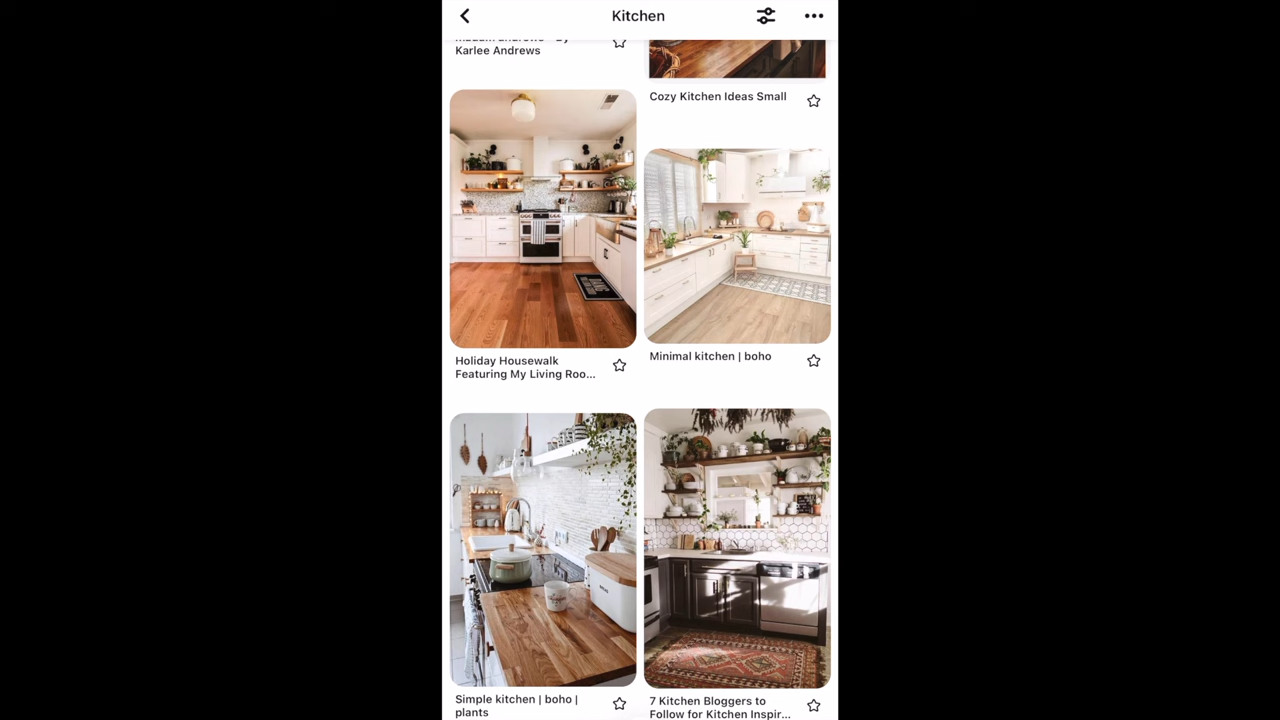 Kitchen
Karlee Andrews
Cozy Kitchen Ideas Small
Holiday Housewalk
Featuring My Living Roo...
Minimal kitchen | boho
Simple kitchen | boho |
plants
7 Kitchen Bloggers to
Follow for Kitchen Inspir...